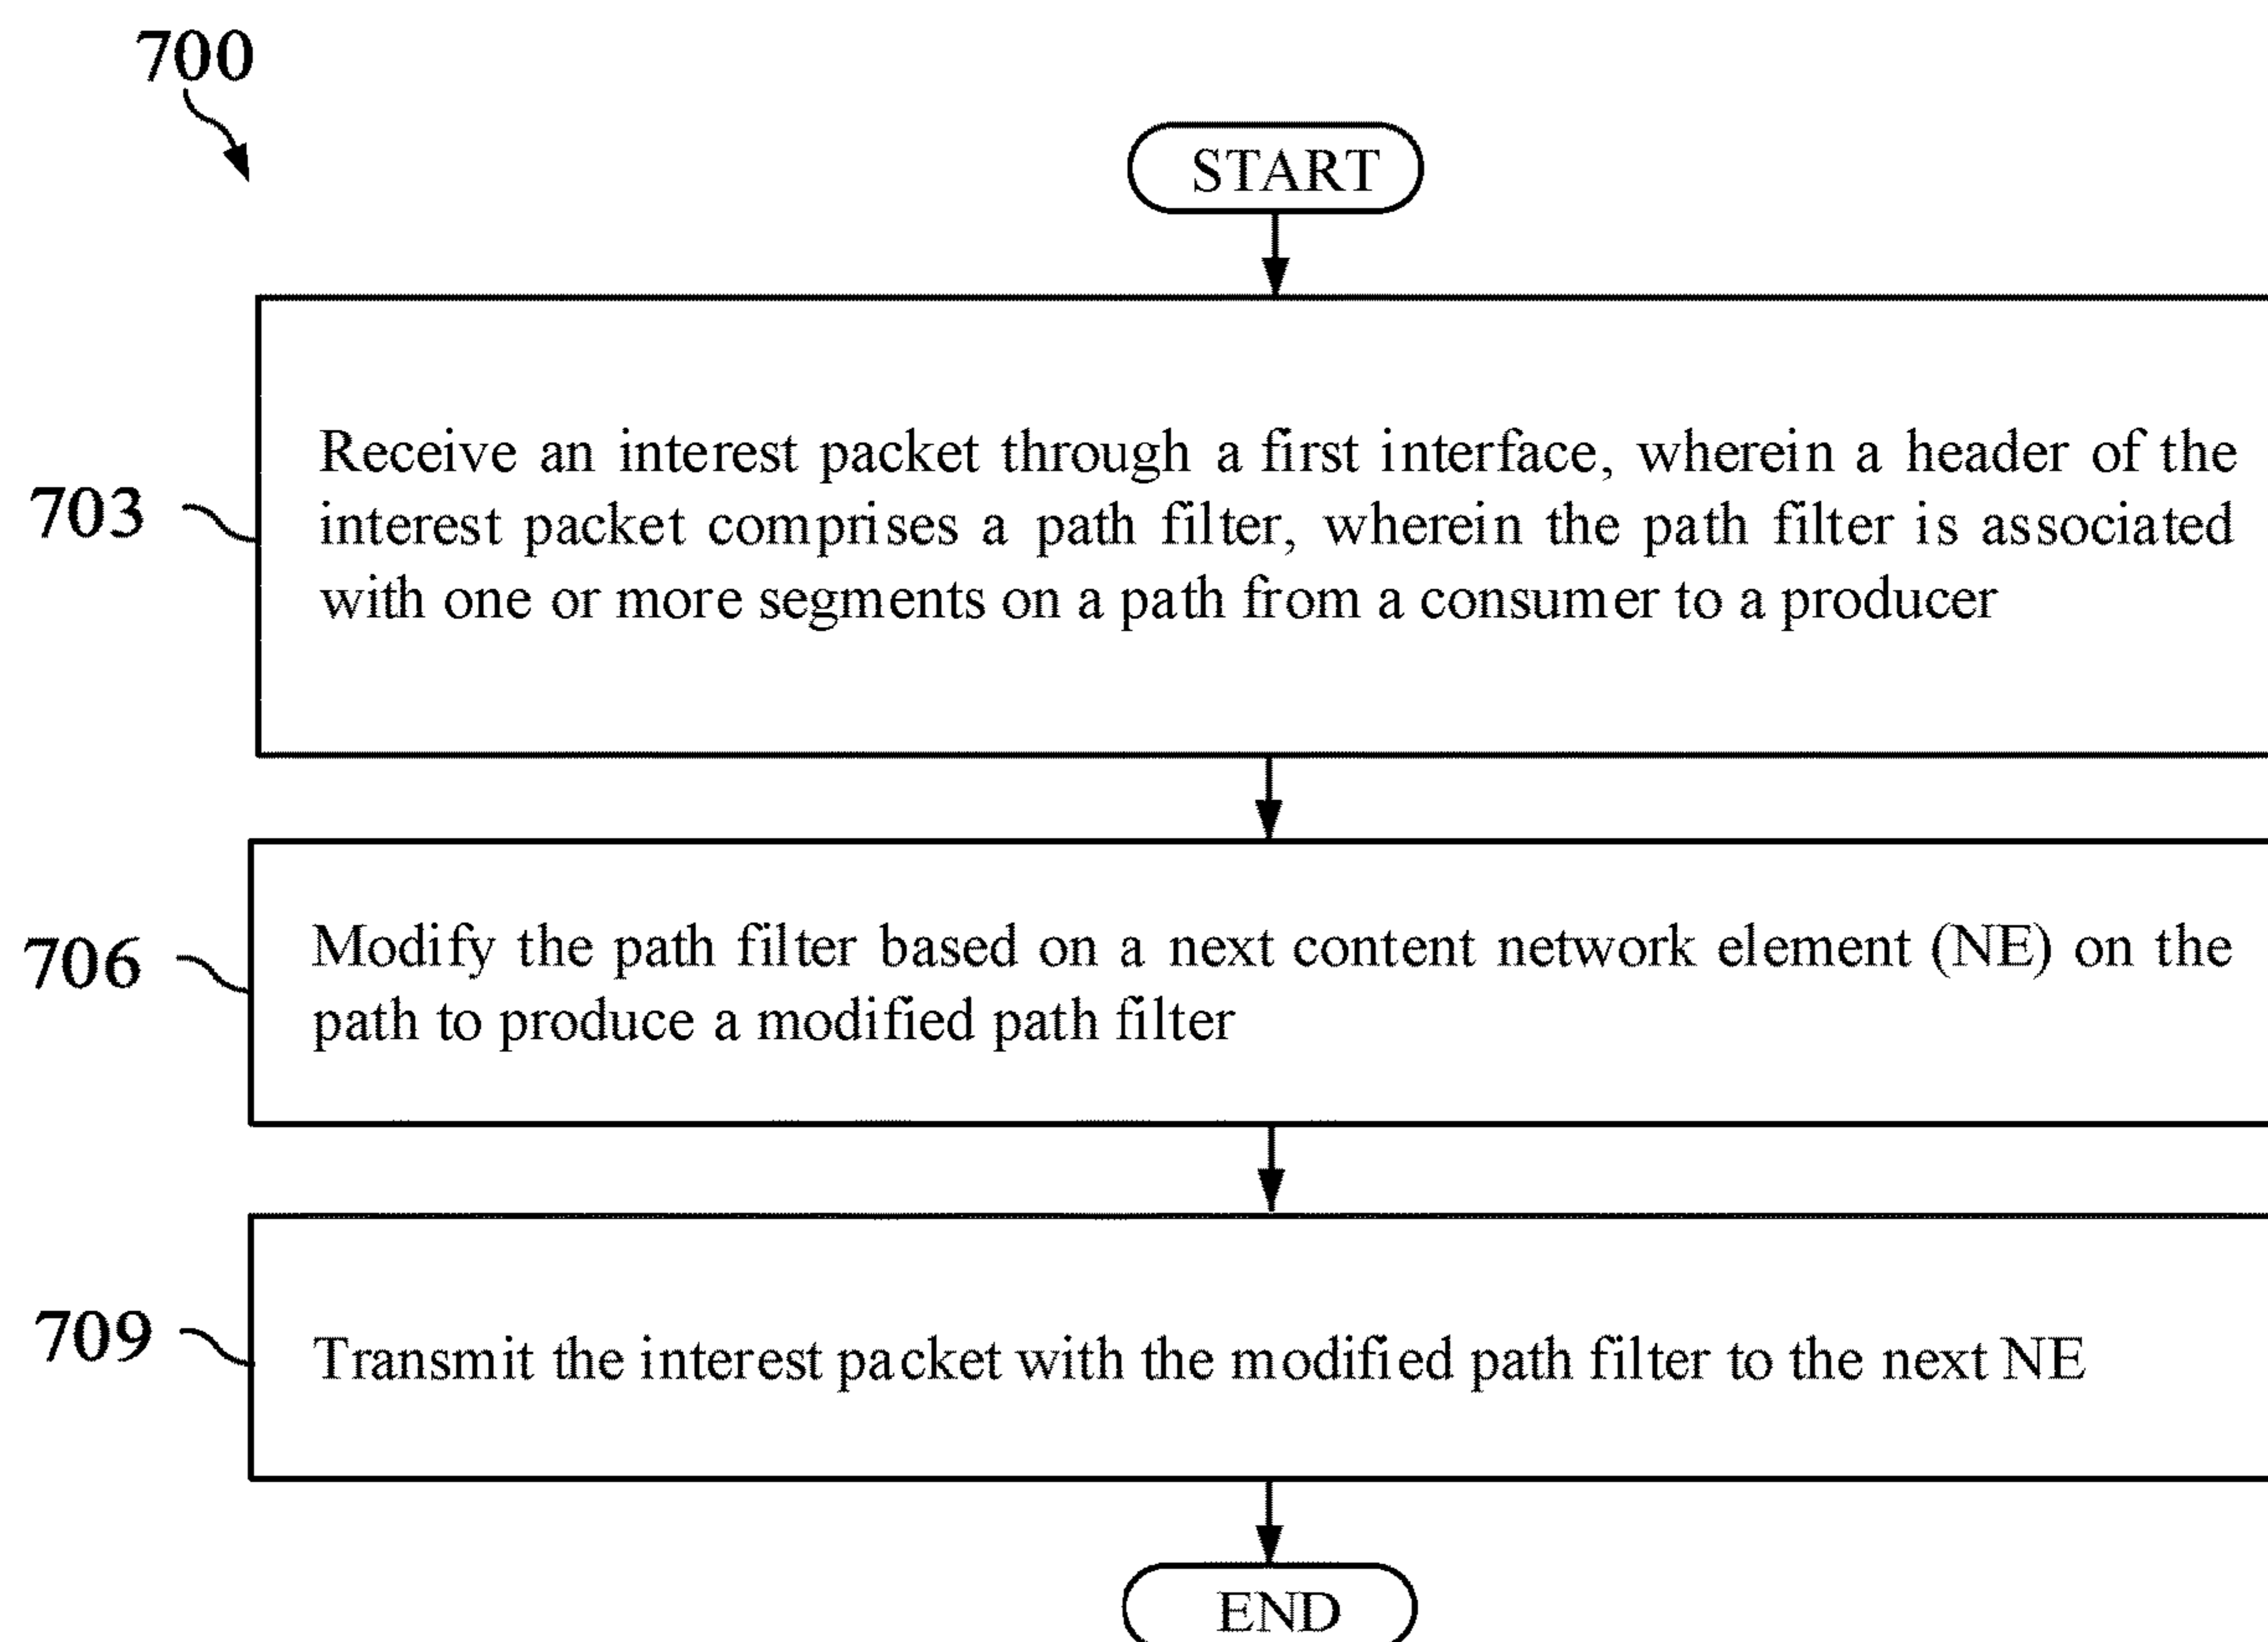 700
START
703
Receive an interest packet through a first interface, wherein a header of the
interest packet comprises a path filter, wherein the path filter is associated
with one or more segments on a path from a consumer to a producer
706
Modify the path filter based on a next content network element (NE) on the
path to produce a modified path filter
709
Transmit the interest packet with the modified path filter to the next NE
END